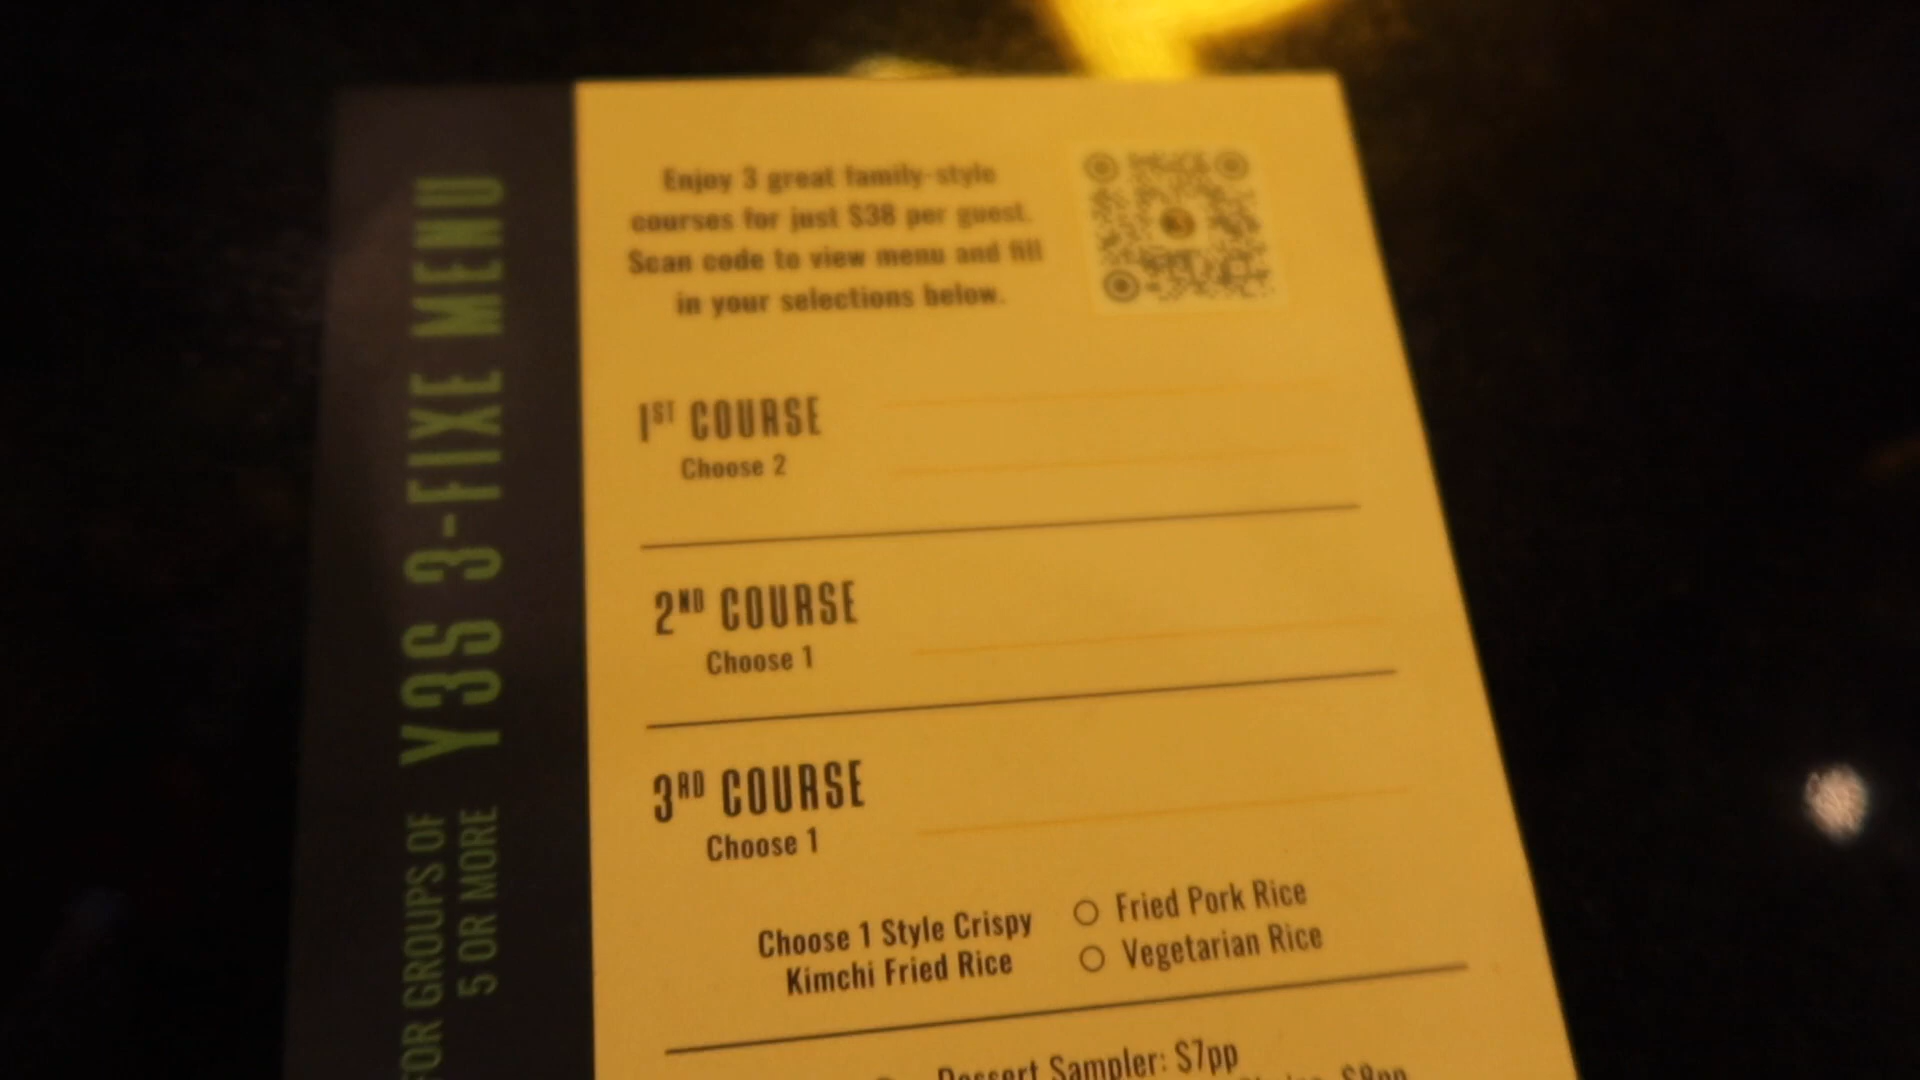 Y3S 3-FIXE MENU
FOR GROUPS OF
5 OR MORE
Enjoy 3 great family-style
courses for just $38 per guest.
Scan code to view menu and fill
in your selections below.
1ST COURSE
Choose 2
2ND COURSE
Choose 1
3RD COURSE
Choose 1
Choose 1 Style Crispy
Kimchi Fried Rice
Fried Pork Rice
Vegetarian Rice
Dessert Sampler: $7pp
$8pp